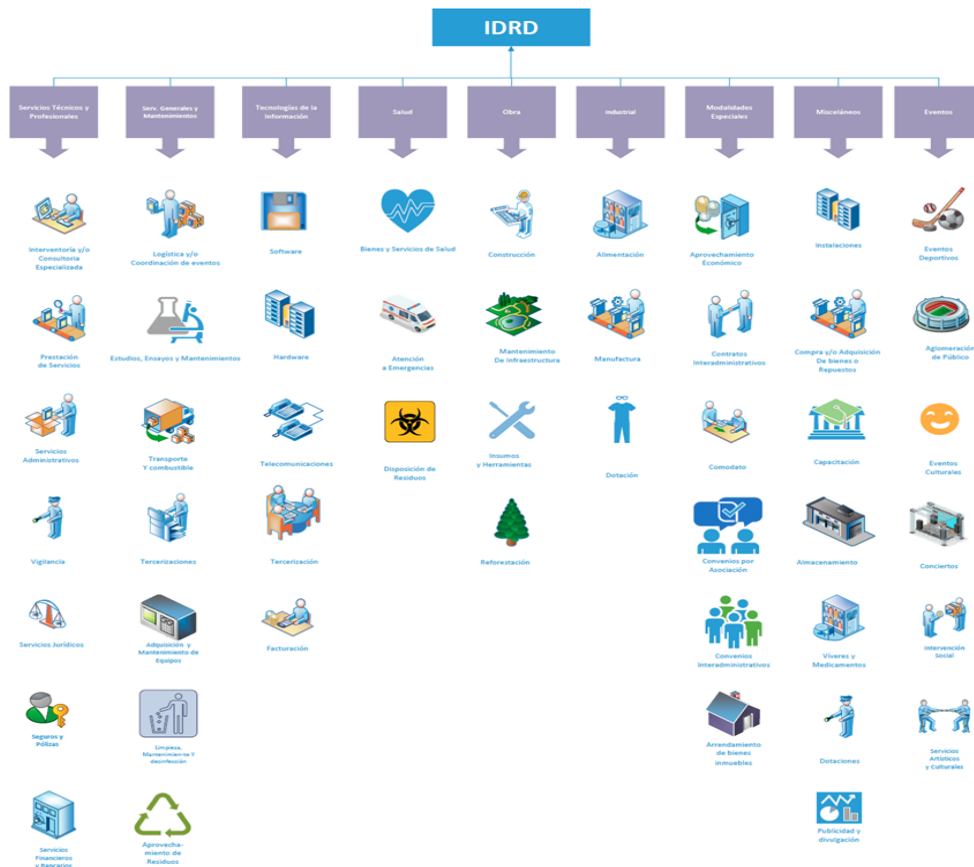 IDRD
Servicios Técnicos y
Profesionales
Serv. Generales y
Mantenimientos
Tecnologías de la
Información
Salud
Obra
Industrial
Modalidades
Especiales
Misceláneos
Eventos
Interventoría y/o
Consultoria
Especializada
Logística y/o
Coordinación de eventos
Software
Bienes y Servicios de Salud
Construcción
Alimentación
Aprovechamiento
Económico
Instalaciones
Eventos
Deportivos
Prestación
de Servicios
Estudios, Ensayos y Mantenimientos
Hardware
Atención
a Emergencias
Mantenimiento
De Infraestructura
Manufactura
Contratos
Interadministrativos
Compra y/o Adquisición
De bienes o
Repuestos
Aglomeración
de Público
Servicios
Administrativos
Transporte
Y combustible
Telecomunicaciones
Disposición de
Residuos
Insumos
y Herramientas
Dotación
Comodato
Capacitación
Eventos
Culturales
Vigilancia
Tercerizaciones
Tercerización
Reforestación
Convenios por
Asociación
Almacenamiento
Conciertos
Servicios Jurídicos
Adquisición y
Mantenimiento de
Equipos
Facturación
Convenios
Interadministrativos
Víveres y
Medicamentos
Intervención
Social
Seguros y
Pólizas
Limpieza,
Mantenimiento Y
desinfección
Arrendamiento
de bienes
inmuebles
Dotaciones
Servicios
Artísticos
y Culturales
Servicios
Financieros
y Bancarios
Aprovecha-
miento de
Residuos
Publicidad y
divulgación